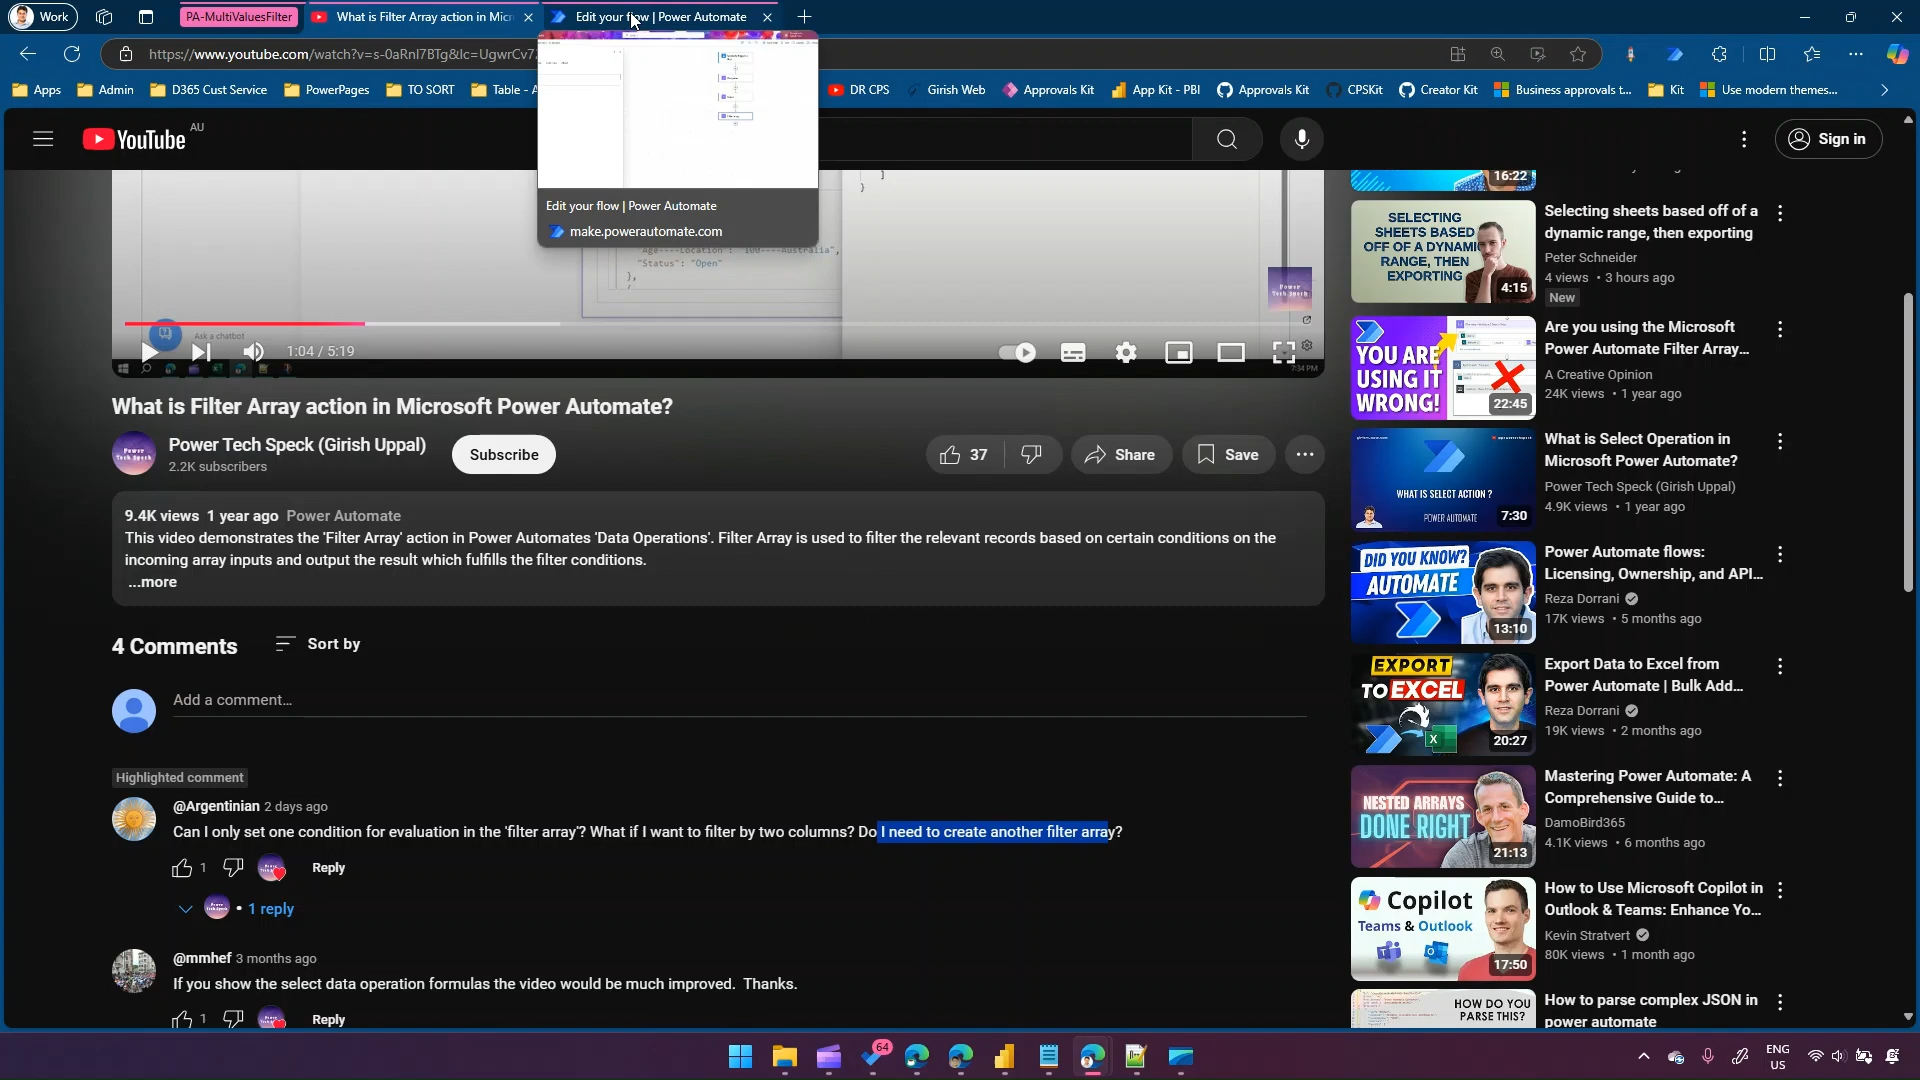 Work
PA-MultiValuesFilter
What is Filter Array action in Micr
Edit your flow | Power Automate
https://www.youtube.com/watch?v=s-0aRnI7BTg&lc=UgwrCv7
Apps
Admin
D365 Cust Service
PowerPages
TO SORT
Table - A
DR CPS
Girish Web
Approvals Kit
App Kit - PBI
Approvals Kit
CPSKit
Creator Kit
Business approvals t...
Kit
Use modern themes...
Edit your flow | Power Automate
make.powerautomate.com
YouTube
AU
Sign in
]
}
Age----Location": "100----Australia",
"Status": "Open"
},
Power
Tech Speck
Ask a chatbot
1:04 / 5:19
7:34 PM
What is Filter Array action in Microsoft Power Automate?
Power Tech Speck (Girish Uppal)
2.2K subscribers
Subscribe
37
Share
Save
9.4K views 1 year ago Power Automate
This video demonstrates the 'Filter Array' action in Power Automates 'Data Operations'. Filter Array is used to filter the relevant records based on certain conditions on the
incoming array inputs and output the result which fulfills the filter conditions.
...more
4 Comments
Sort by
Add a comment...
Highlighted comment
@Argentinian 2 days ago
Can I only set one condition for evaluation in the 'filter array'? What if I want to filter by two columns? Do I need to create another filter array?
1
Reply
• 1 reply
@mmhef 3 months ago
If you show the select data operation formulas the video would be much improved. Thanks.
1
Reply
16:22
SELECTING
SHEETS BASED
OFF OF A DYNAMIC
RANGE, THEN
EXPORTING
4:15
Selecting sheets based off of a
dynamic range, then exporting
Peter Schneider
4 views • 3 hours ago
New
YOU ARE
USING IT
WRONG!
22:45
Are you using the Microsoft
Power Automate Filter Array...
A Creative Opinion
24K views • 1 year ago
WHAT IS SELECT ACTION ?
POWER AUTOMATE
7:30
What is Select Operation in
Microsoft Power Automate?
Power Tech Speck (Girish Uppal)
4.9K views • 1 year ago
DID YOU KNOW?
AUTOMATE
13:10
Power Automate flows:
Licensing, Ownership, and API...
Reza Dorrani
17K views • 5 months ago
EXPORT
TO EXCEL
20:27
Export Data to Excel from
Power Automate | Bulk Add...
Reza Dorrani
19K views • 2 months ago
NESTED ARRAYS
DONE RIGHT
21:13
Mastering Power Automate: A
Comprehensive Guide to...
DamoBird365
4.1K views • 6 months ago
Copilot
Teams & Outlook
17:50
How to Use Microsoft Copilot in
Outlook & Teams: Enhance Yo...
Kevin Stratvert
80K views • 1 month ago
HOW DO YOU
PARSE THIS?
How to parse complex JSON in
power automate
64
ENG
US